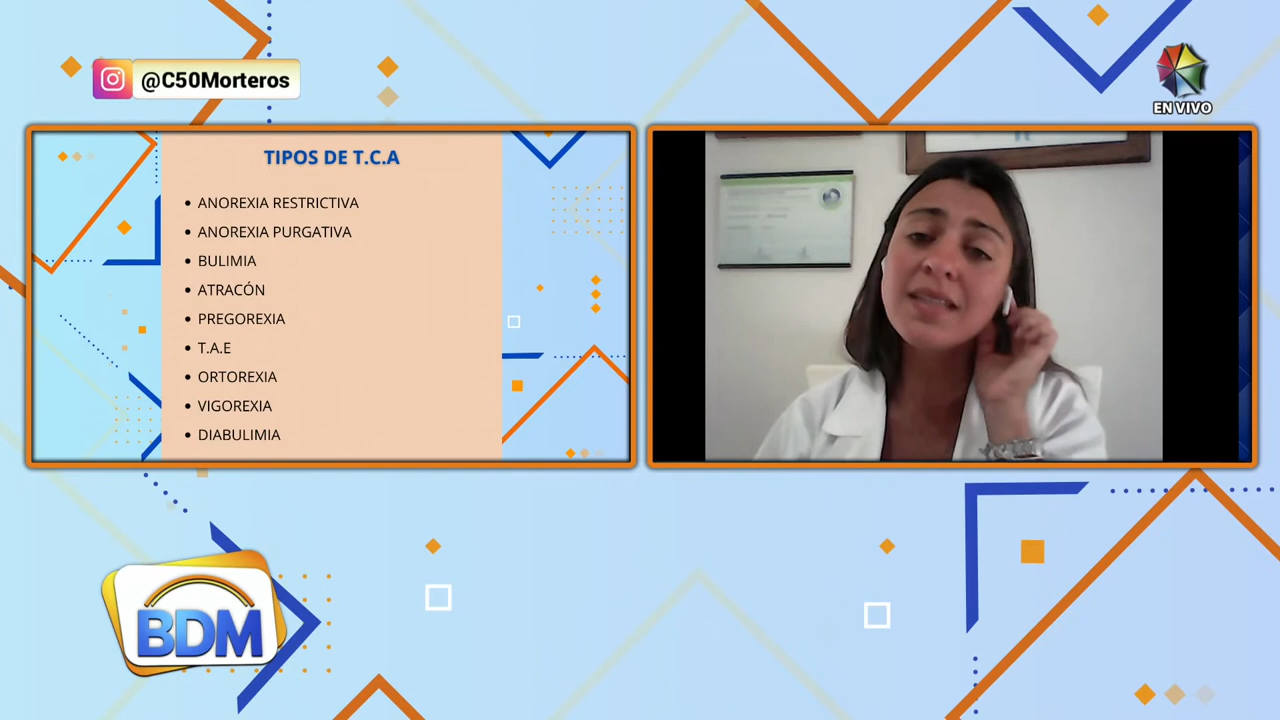 @C50Morteros
EN VIVO
TIPOS DE T.C.A
• ANOREXIA RESTRICTIVA
• ANOREXIA PURGATIVA
• BULIMIA
• ATRACÓN
• PREGOREXIA
• T.A.E
• ORTOREXIA
• VIGOREXIA
• DIABULIMIA
BDM